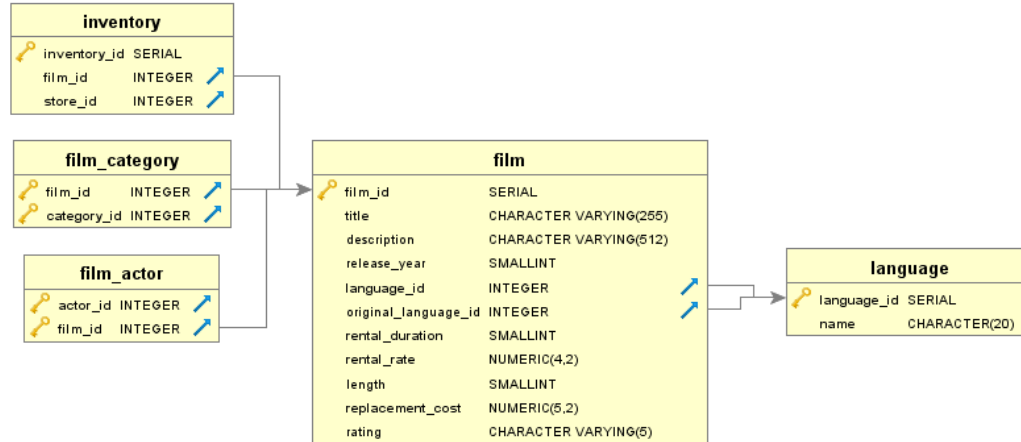 inventory
inventory_id SERIAL
film_id INTEGER
store_id INTEGER
film_category
film_id INTEGER
category_id INTEGER
film_actor
actor_id INTEGER
film_id INTEGER
film
film_id SERIAL
title CHARACTER VARYING(255)
description CHARACTER VARYING(512)
release_year SMALLINT
language_id INTEGER
original_language_id INTEGER
rental_duration SMALLINT
rental_rate NUMERIC(4,2)
length SMALLINT
replacement_cost NUMERIC(5,2)
rating CHARACTER VARYING(5)
language
language_id SERIAL
name CHARACTER(20)